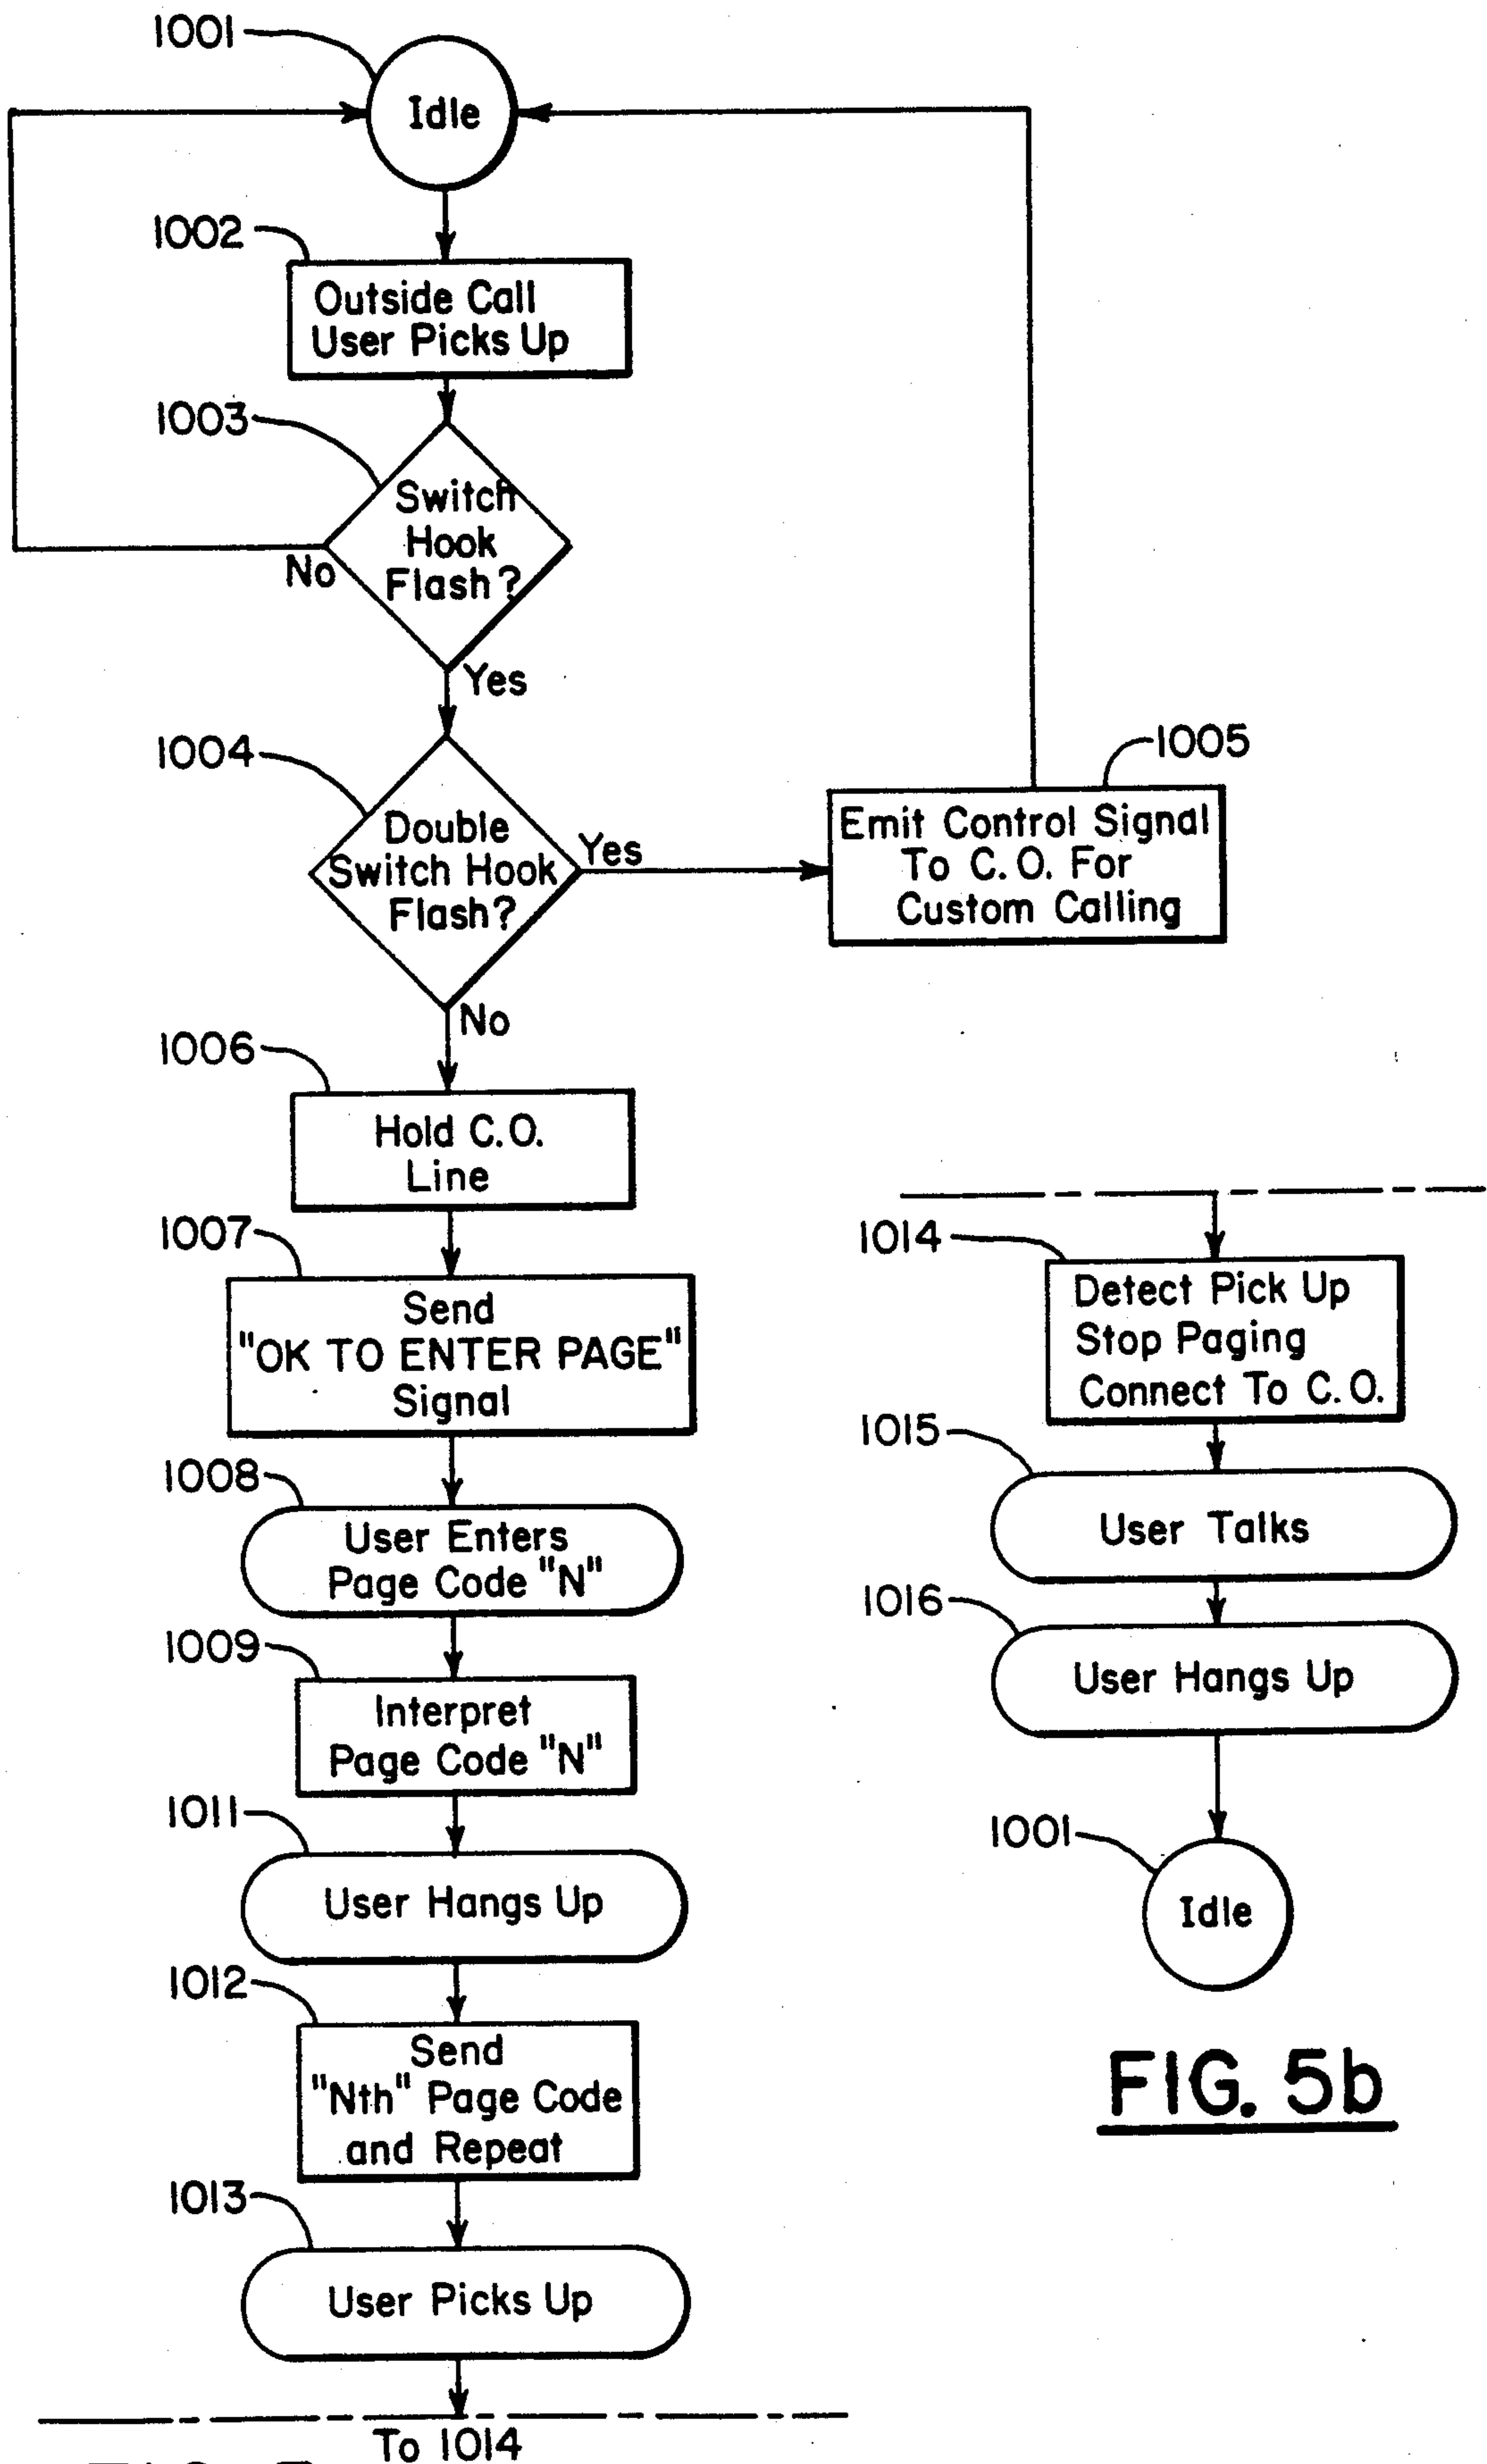 1001
Idle
1002
Outside Call
User Picks Up
1003
Switch
Hook
Flash?
No
Yes
1004
Double
Switch Hook
Flash?
Yes
1005
Emit Control Signal
To C.O. For
Custom Calling
No
1006
Hold C.O.
Line
1007
Send
"OK TO ENTER PAGE"
Signal
1008
User Enters
Page Code "N"
1009
Interpret
Page Code "N"
1011
User Hangs Up
1012
Send
"Nth" Page Code
and Repeat
1013
User Picks Up
To 1014
1014
Detect Pick Up
Stop Paging
Connect To C.O.
1015
User Talks
1016
User Hangs Up
1001
Idle
FIG. 5b